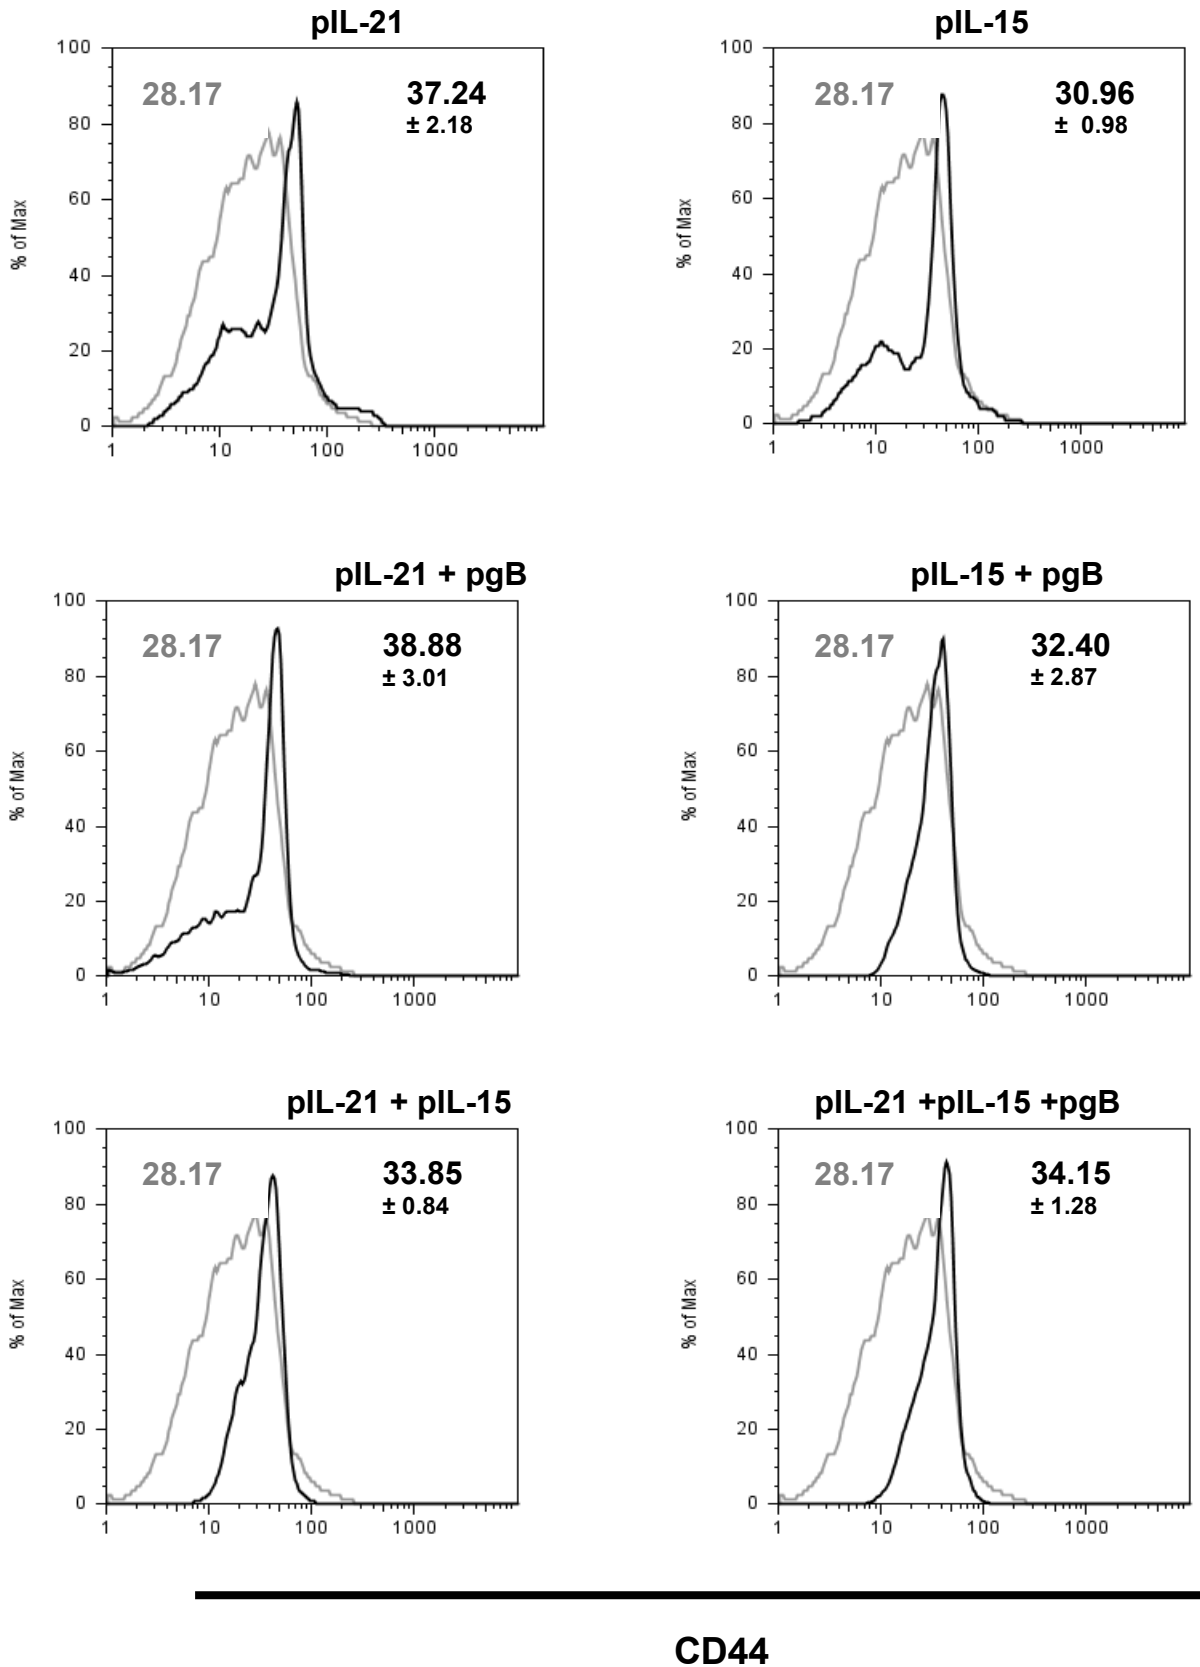 pIL-21
28.17
37.24
± 2.18
% of Max
100
80
60
40
20
0
1 10 100 1000
pIL-15
28.17
30.96
± 0.98
% of Max
100
80
60
40
20
0
1 10 100 1000
pIL-21 + pgB
28.17
38.88
± 3.01
% of Max
100
80
60
40
20
0
1 10 100 1000
pIL-15 + pgB
28.17
32.40
± 2.87
% of Max
100
80
60
40
20
0
1 10 100 1000
pIL-21 + pIL-15
28.17
33.85
± 0.84
% of Max
100
80
60
40
20
0
1 10 100 1000
pIL-21 +pIL-15 +pgB
28.17
34.15
± 1.28
% of Max
100
80
60
40
20
0
1 10 100 1000
CD44